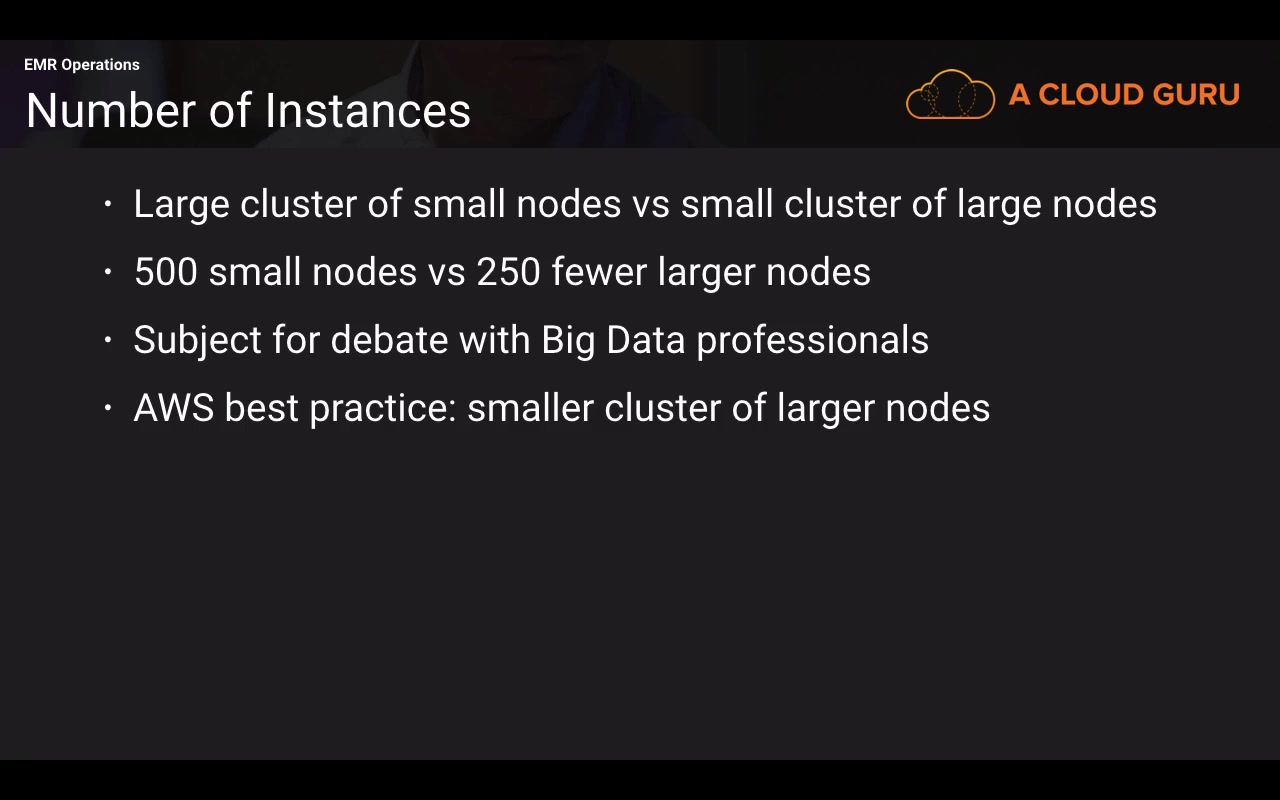 EMR Operations
Number of Instances
A CLOUD GURU
• Large cluster of small nodes vs small cluster of large nodes
• 500 small nodes vs 250 fewer larger nodes
• Subject for debate with Big Data professionals
• AWS best practice: smaller cluster of larger nodes